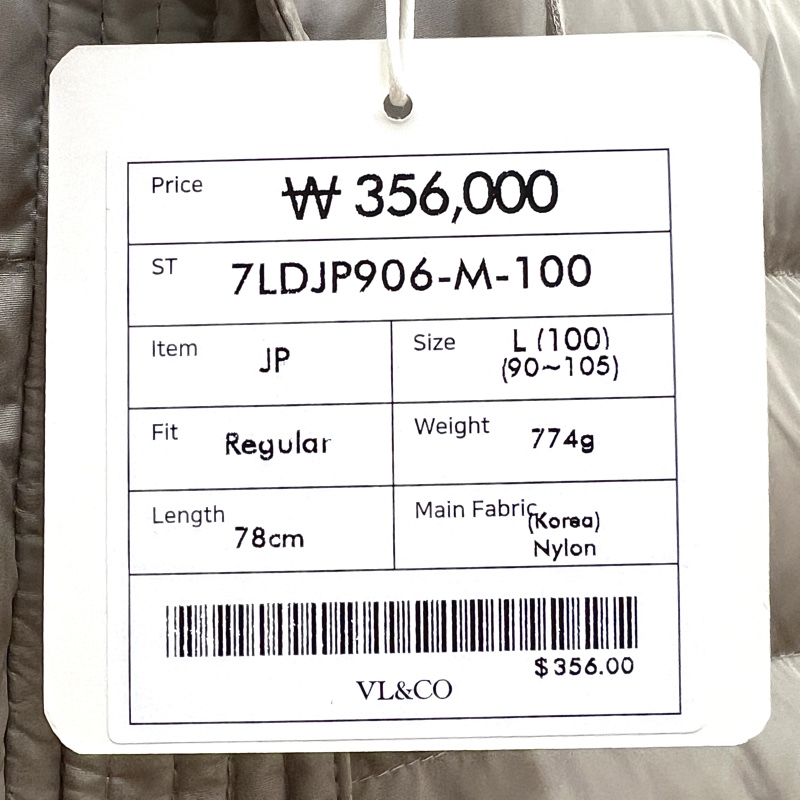 Price ₩ 356,000
ST 7LDJP906-M-100
Item JP
Size L (100)
(90~105)
Fit Regular
Weight 774g
Length 78cm
Main Fabric (Korea)
Nylon
$356.00
VL&CO